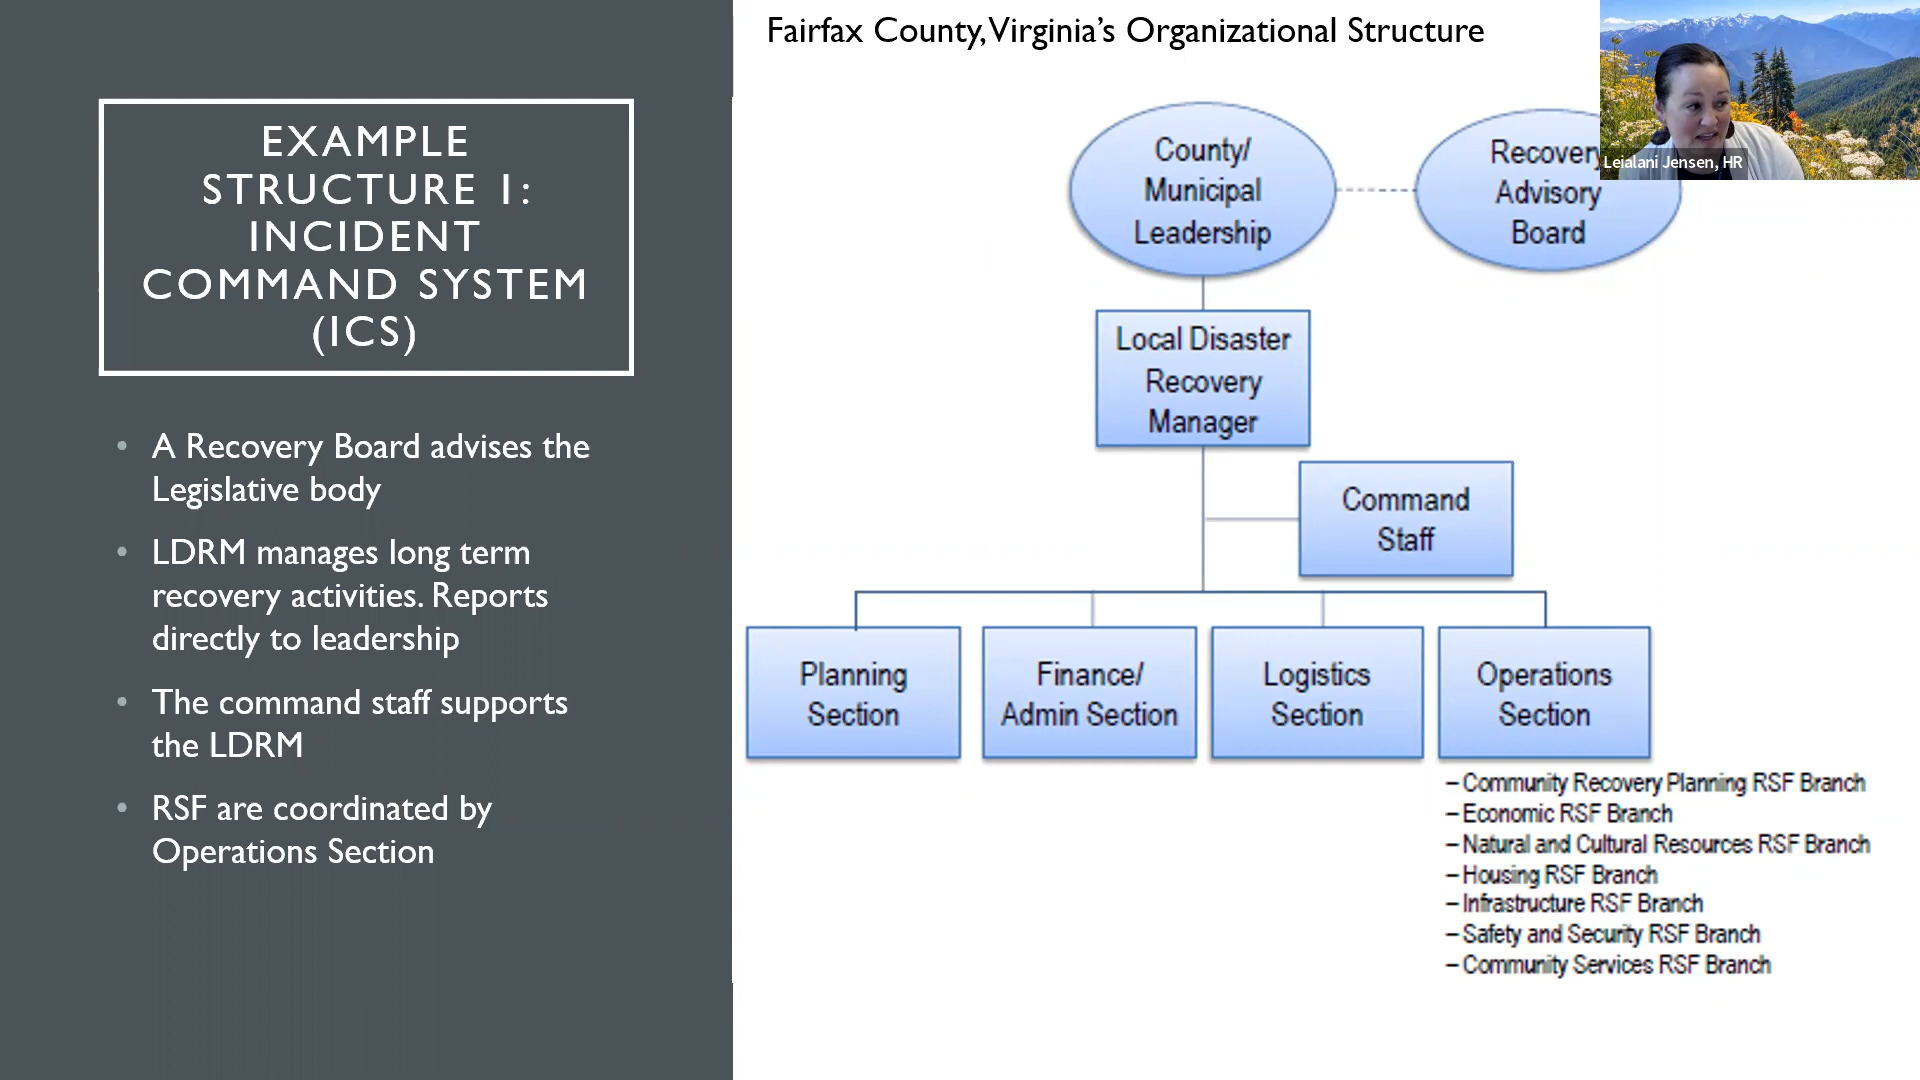 Fairfax County, Virginia's Organizational Structure
EXAMPLE
STRUCTURE 1:
INCIDENT
COMMAND SYSTEM
(ICS)
• A Recovery Board advises the
Legislative body
• LDRM manages long term
recovery activities. Reports
directly to leadership
• The command staff supports
the LDRM
• RSF are coordinated by
Operations Section
County/
Municipal
Leadership
Recovery
Advisory
Board
Leialani Jensen, HR
Local Disaster
Recovery
Manager
Command
Staff
Planning
Section
Finance/
Admin Section
Logistics
Section
Operations
Section
– Community Recovery Planning RSF Branch
– Economic RSF Branch
– Natural and Cultural Resources RSF Branch
– Housing RSF Branch
– Infrastructure RSF Branch
– Safety and Security RSF Branch
– Community Services RSF Branch